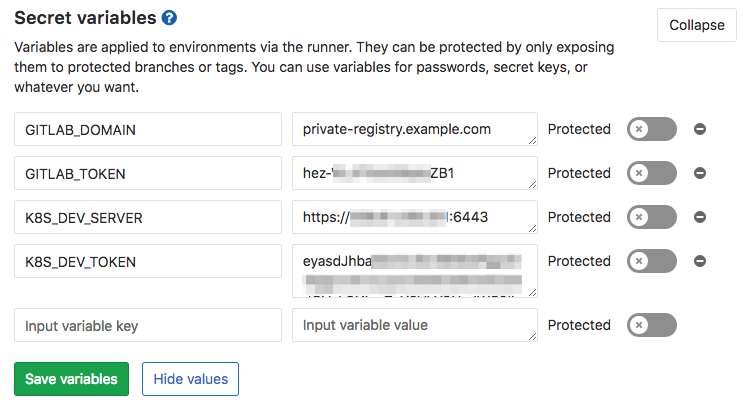 Secret variables
Collapse
Variables are applied to environments via the runner. They can be protected by only exposing
them to protected branches or tags. You can use variables for passwords, secret keys, or
whatever you want.
GITLAB_DOMAIN private-registry.example.com Protected
GITLAB_TOKEN hez- ZB1 Protected
K8S_DEV_SERVER https:// :6443 Protected
K8S_DEV_TOKEN eyasdJhba Protected
Input variable key Input variable value Protected
Save variables Hide values